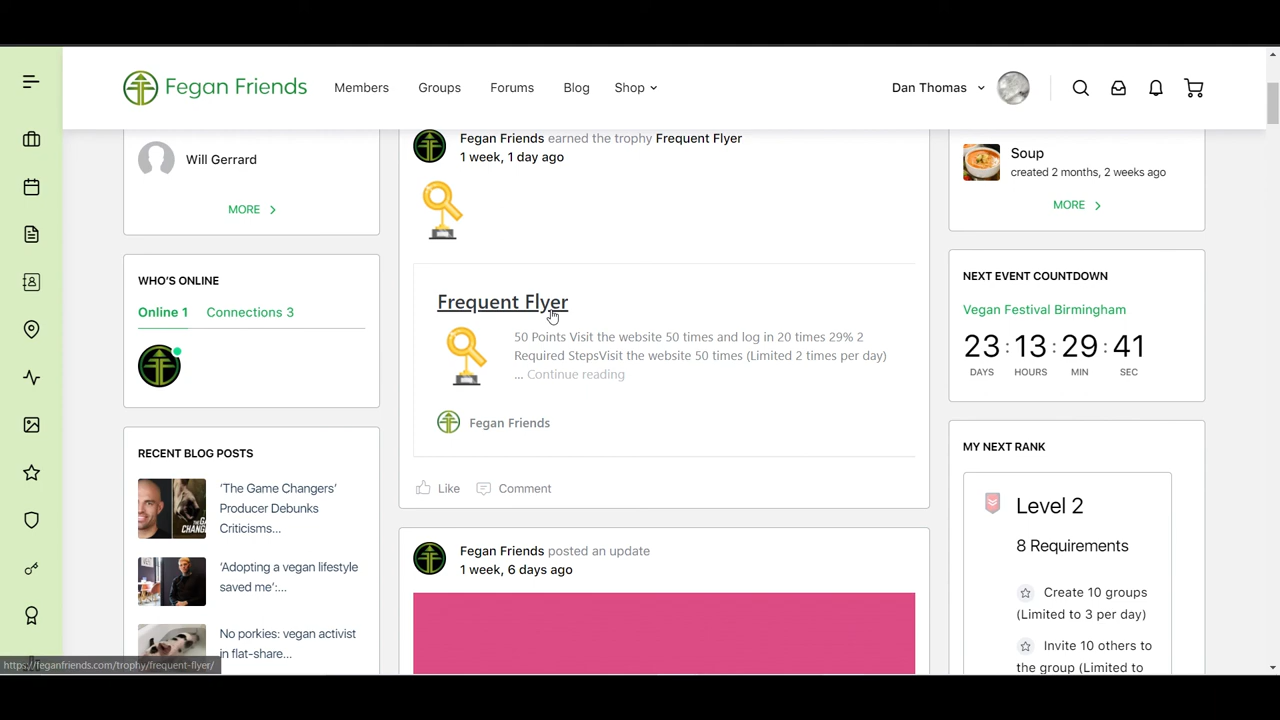 Fegan Friends
Members
Groups
Forums
Blog
Shop
Dan Thomas
Will Gerrard
MORE
WHO'S ONLINE
Online 1
Connections 3
RECENT BLOG POSTS
'The Game Changers'
Producer Debunks
Criticisms...
'Adopting a vegan lifestyle
saved me':...
No porkies: vegan activist
in flat-share...
https://feganfriends.com/trophy/frequent-flyer/
Fegan Friends earned the trophy Frequent Flyer
1 week, 1 day ago
Frequent Flyer
50 Points Visit the website 50 times and log in 20 times 29% 2
Required StepsVisit the website 50 times (Limited 2 times per day)
... Continue reading
Fegan Friends
Like
Comment
Fegan Friends posted an update
1 week, 6 days ago
Soup
created 2 months, 2 weeks ago
MORE
NEXT EVENT COUNTDOWN
Vegan Festival Birmingham
23 : 13 : 29 : 41
DAYS HOURS MIN SEC
MY NEXT RANK
Level 2
8 Requirements
Create 10 groups
(Limited to 3 per day)
Invite 10 others to
the group (Limited to